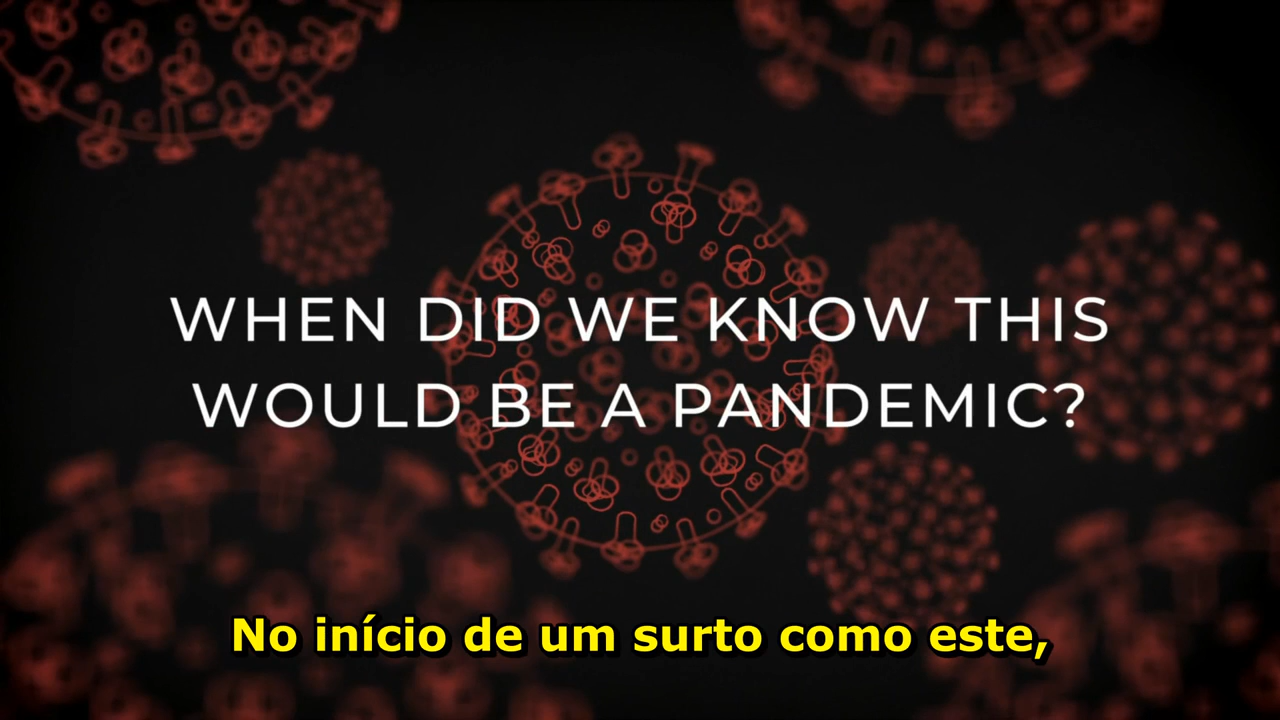 WHEN DID WE KNOW THIS
WOULD BE A PANDEMIC?
No início de um surto como este,